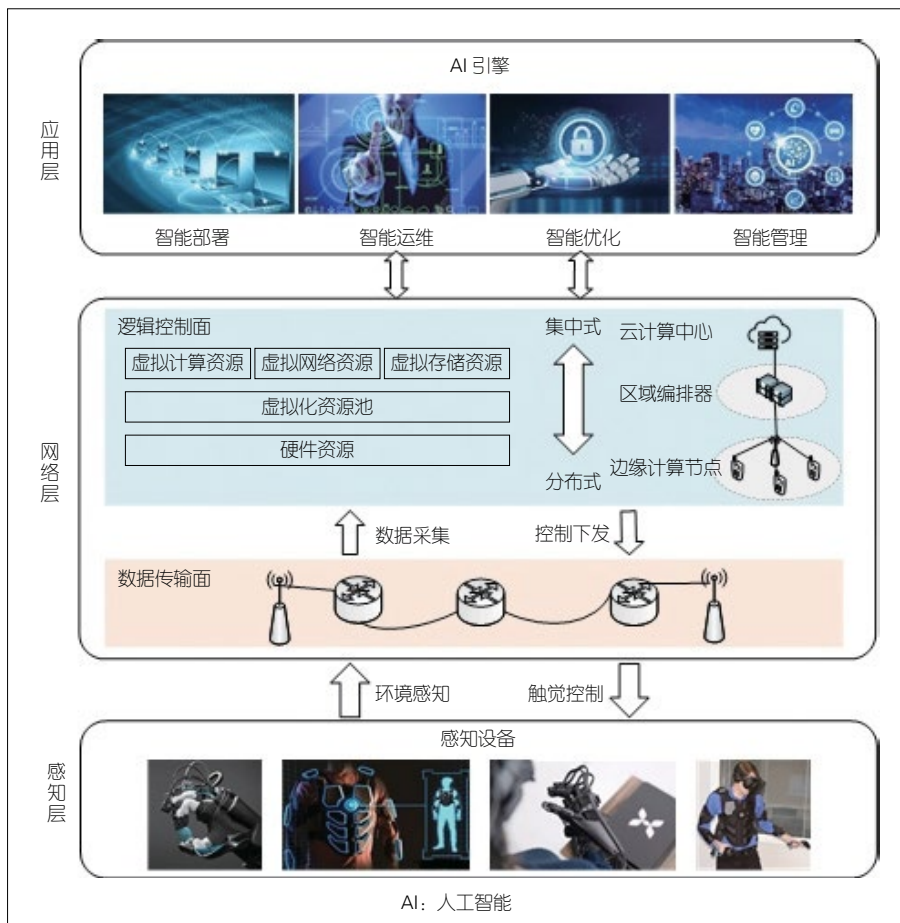 AI 引擎
应用层
智能部署
智能运维
智能优化
智能管理
网络层
逻辑控制面
虚拟计算资源
虚拟网络资源
虚拟存储资源
虚拟化资源池
硬件资源
集中式
分布式
云计算中心
区域编排器
边缘计算节点
数据采集
控制下发
数据传输面
环境感知
触觉控制
感知层
感知设备
AI：人工智能